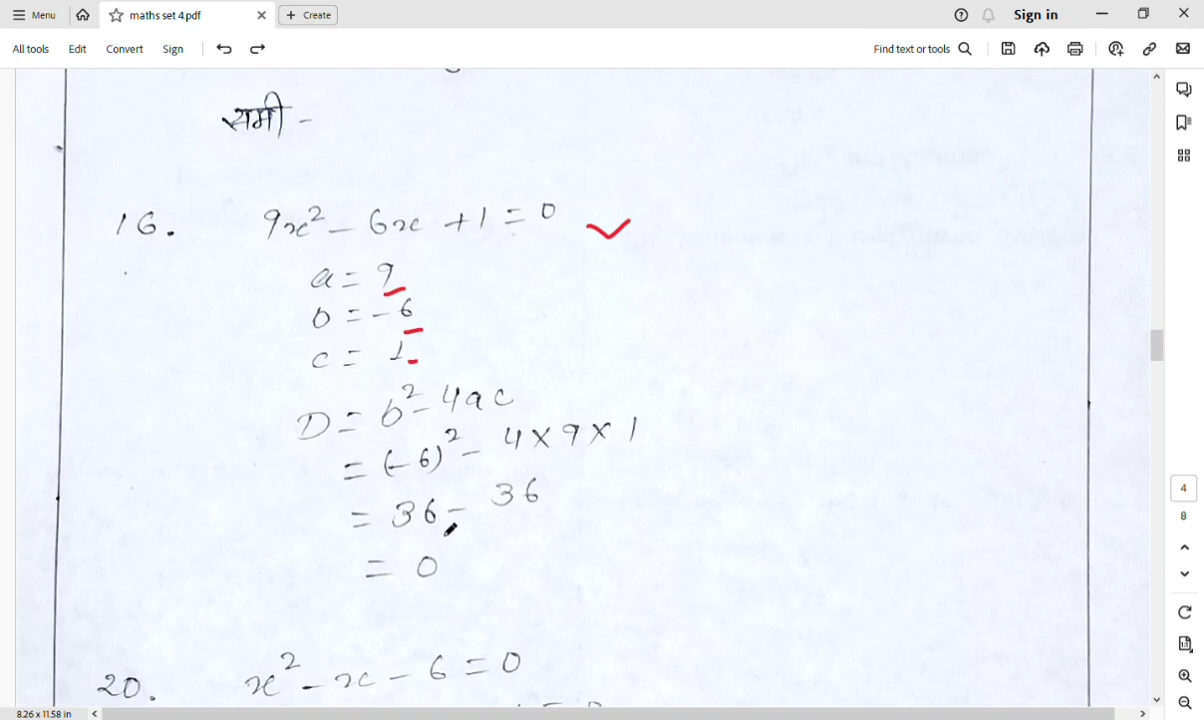 Menu
maths set 4.pdf
Create
Sign in
All tools
Edit
Convert
Sign
Find text or tools
16. 9x² - 6x + 1 = 0
a = 9
b = - 6
c = 1
D = b² - 4ac
= (-6)² - 4 × 9 × 1
= 36 - 36
= 0
20. x² - x - 6 = 0
4
8
8.26 x 11.58 in